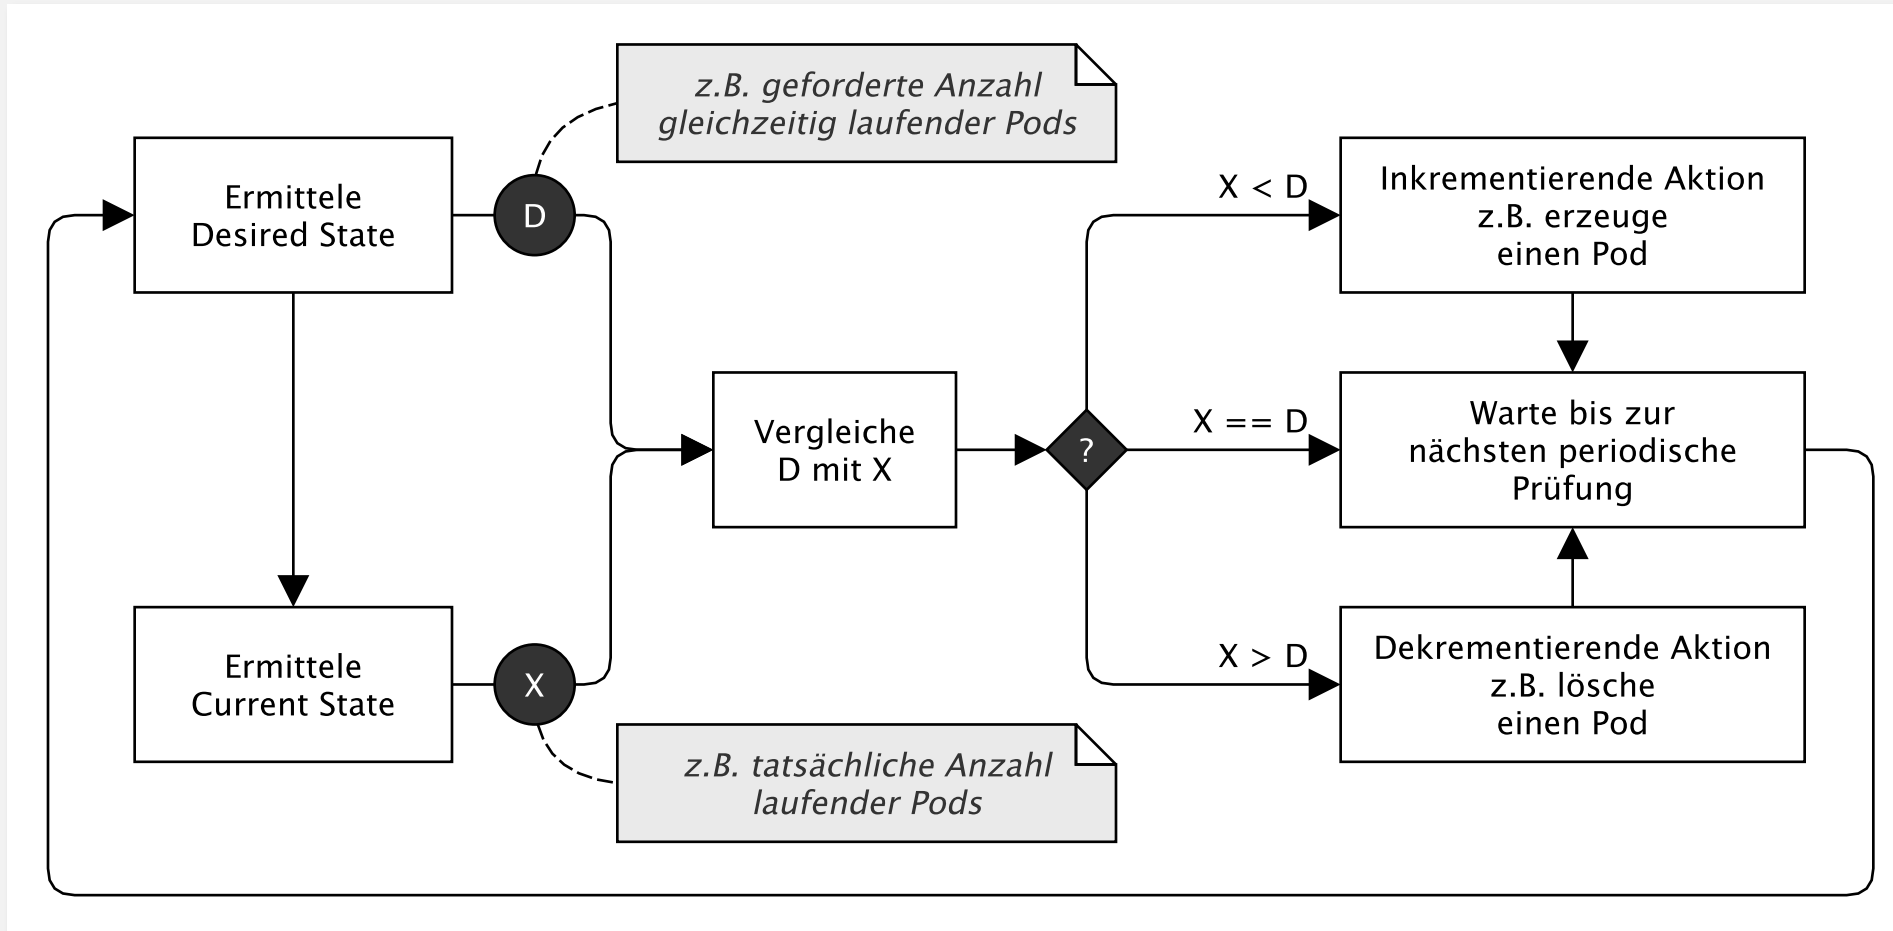 z.B. geforderte Anzahl
gleichzeitig laufender Pods
Ermittele
Desired State
D
X < D
Inkrementierende Aktion
z.B. erzeuge
einen Pod
Vergleiche
D mit X
?
X == D
Warte bis zur
nächsten periodische
Prüfung
Ermittele
Current State
X
X > D
Dekrementierende Aktion
z.B. lösche
einen Pod
z.B. tatsächliche Anzahl
laufender Pods